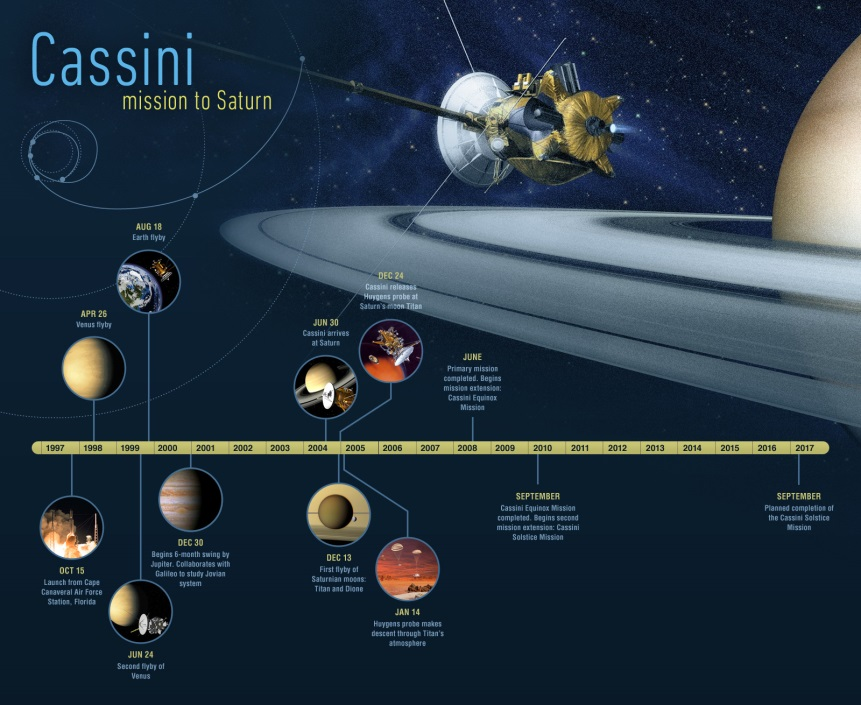 Cassini
mission to Saturn
AUG 18
Earth flyby
APR 26
Venus flyby
DEC 24
Cassini releases
Huygens probe at
Saturn's moon Titan
JUN 30
Cassini arrives
at Saturn
JUNE
Primary mission
completed. Begins
mission extension:
Cassini Equinox
Mission
1997 1998 1999 2000 2001 2002 2003 2004 2005 2006 2007 2008 2009 2010 2011 2012 2013 2014 2015 2016 2017
OCT 15
Launch from Cape
Canaveral Air Force
Station, Florida
JUN 24
Second flyby of
Venus
DEC 30
Begins 6-month swing by
Jupiter. Collaborates with
Galileo to study Jovian
system
DEC 13
First flyby of
Saturnian moons:
Titan and Dione
JAN 14
Huygens probe makes
descent through Titan's
atmosphere
SEPTEMBER
Cassini Equinox Mission
completed. Begins second
mission extension: Cassini
Solstice Mission
SEPTEMBER
Planned completion of
the Cassini Solstice
Mission